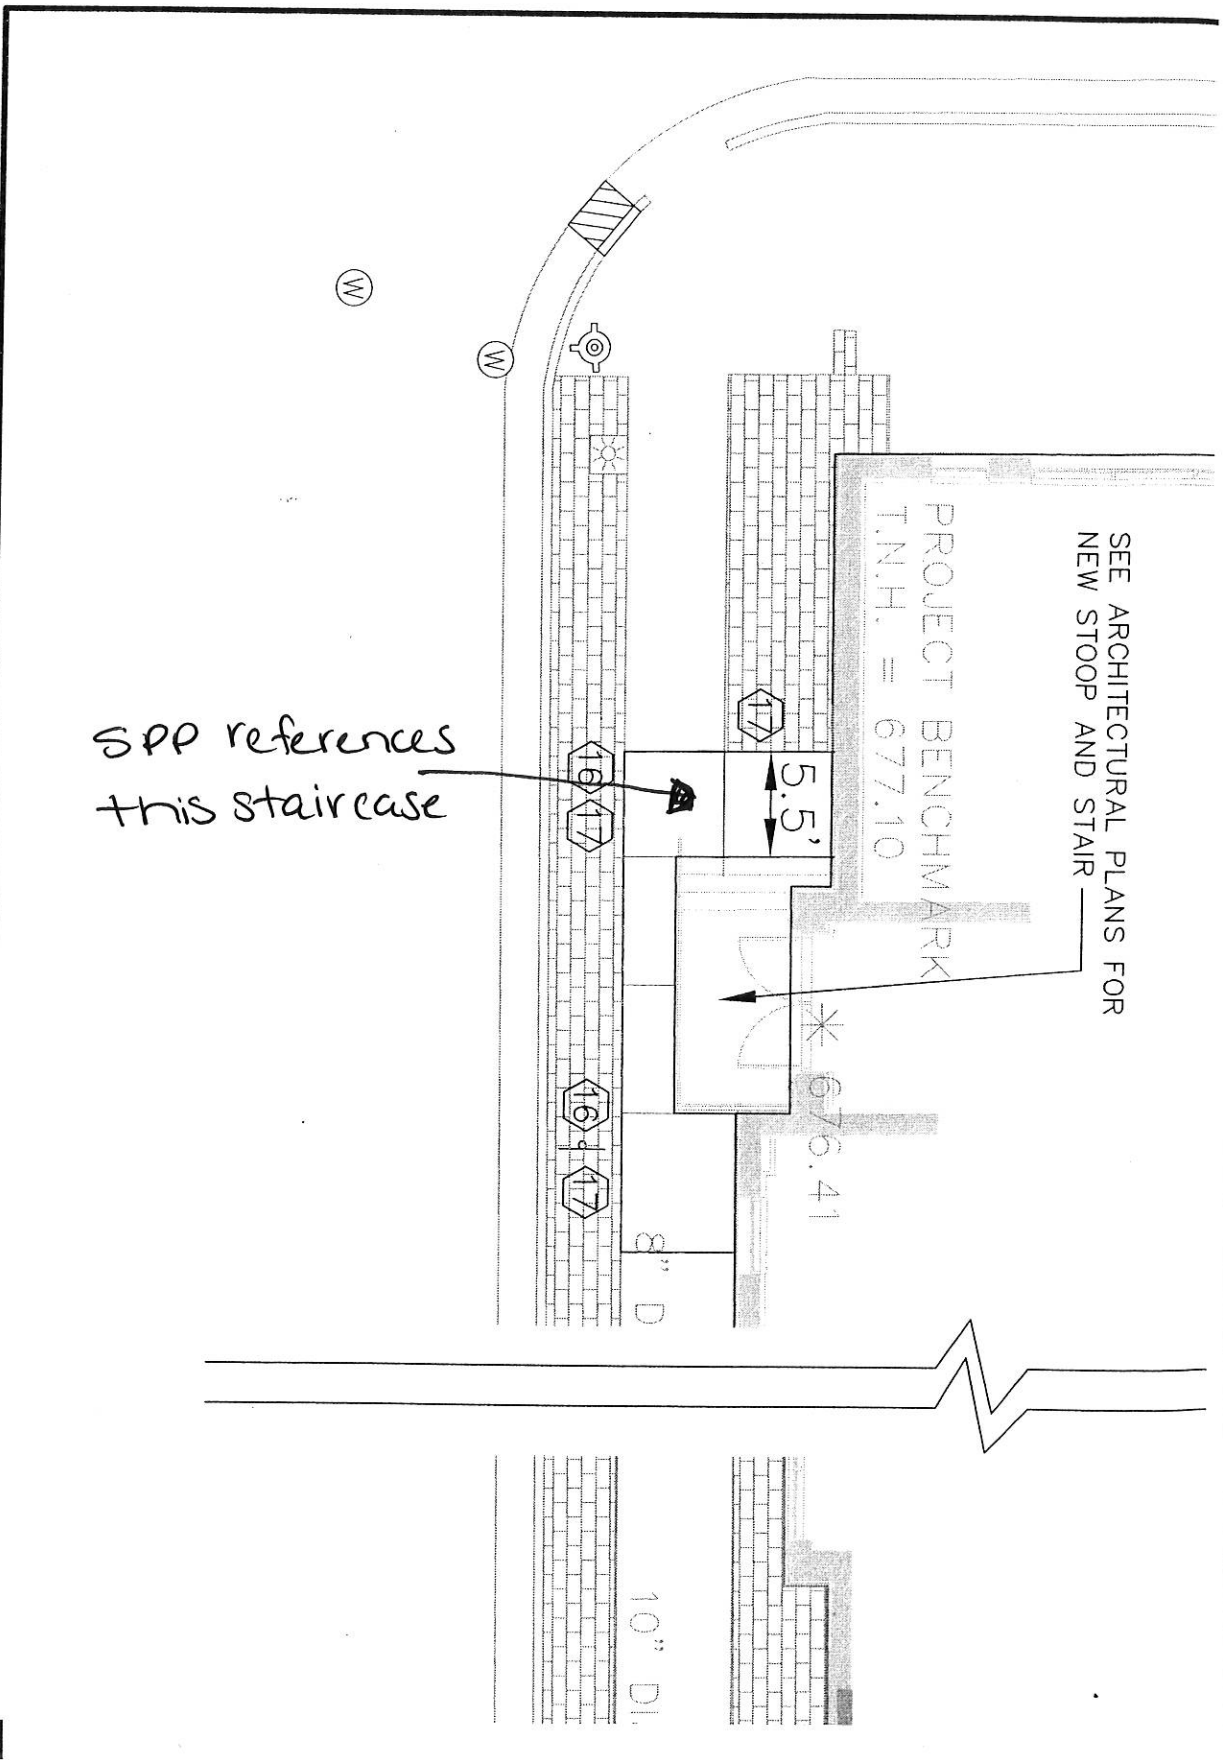 SEE ARCHITECTURAL PLANS FOR
NEW STOOP AND STAIR
PROJECT BENCHMARK
T.N.H. = 677.10
676.41
5.5'
17
16
17
16
17
8" D
10" DI.
W
W
SPP references
this staircase